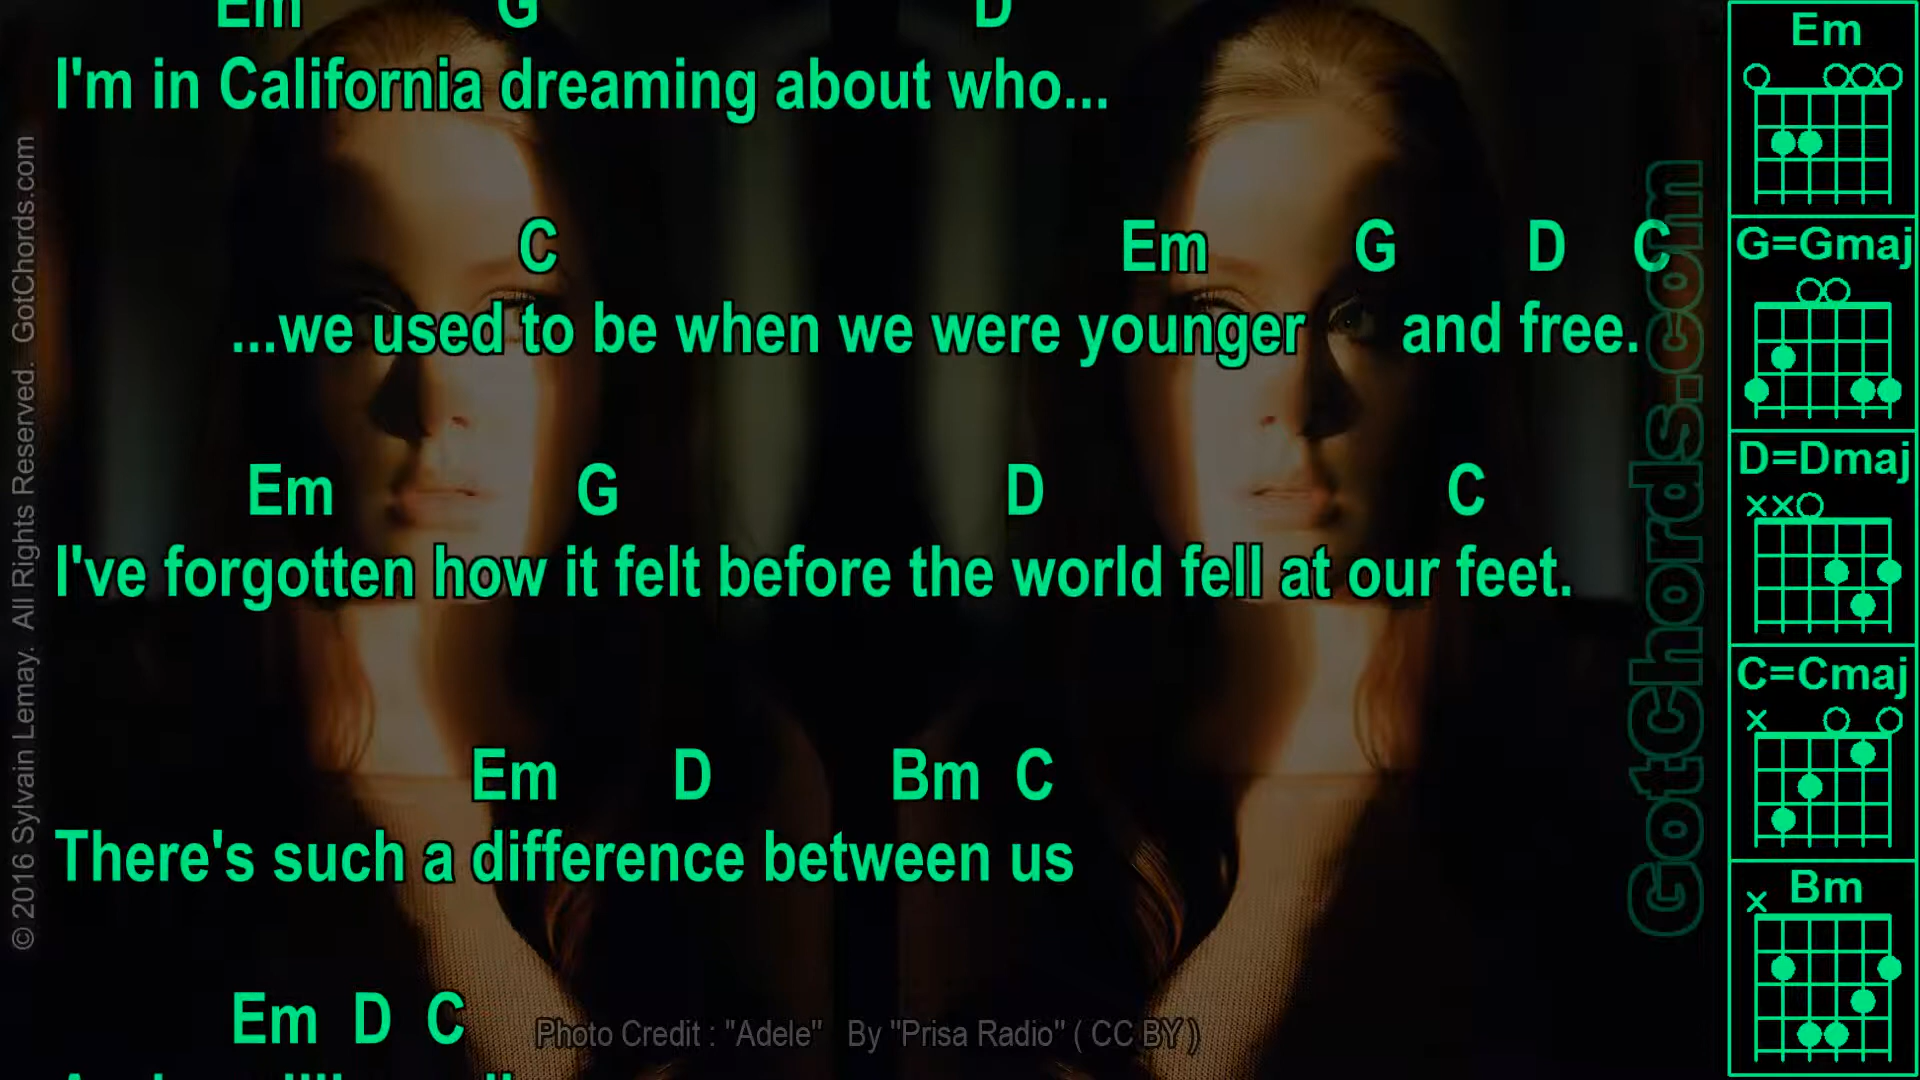 Em G D
I'm in California dreaming about who...
C Em G D C
...we used to be when we were younger and free.
Em G D C
I've forgotten how it felt before the world fell at our feet.
Em D Bm C
There's such a difference between us
Em D C
Photo Credit : "Adele" By "Prisa Radio" ( CC BY )
© 2016 Sylvain Lemay. All Rights Reserved. GotChords.com
GotChords.com
Em
G=Gmaj
D=Dmaj
xx
C=Cmaj
x
Bm
x